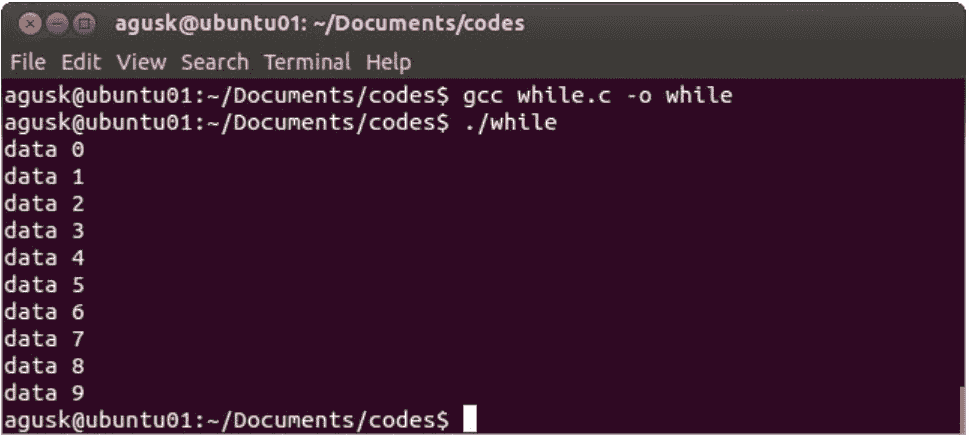 agusk@ubuntu01: ~/Documents/codes
File Edit View Search Terminal Help
agusk@ubuntu01:~/Documents/codes$ gcc while.c -o while
agusk@ubuntu01:~/Documents/codes$ ./while
data 0
data 1
data 2
data 3
data 4
data 5
data 6
data 7
data 8
data 9
agusk@ubuntu01:~/Documents/codes$